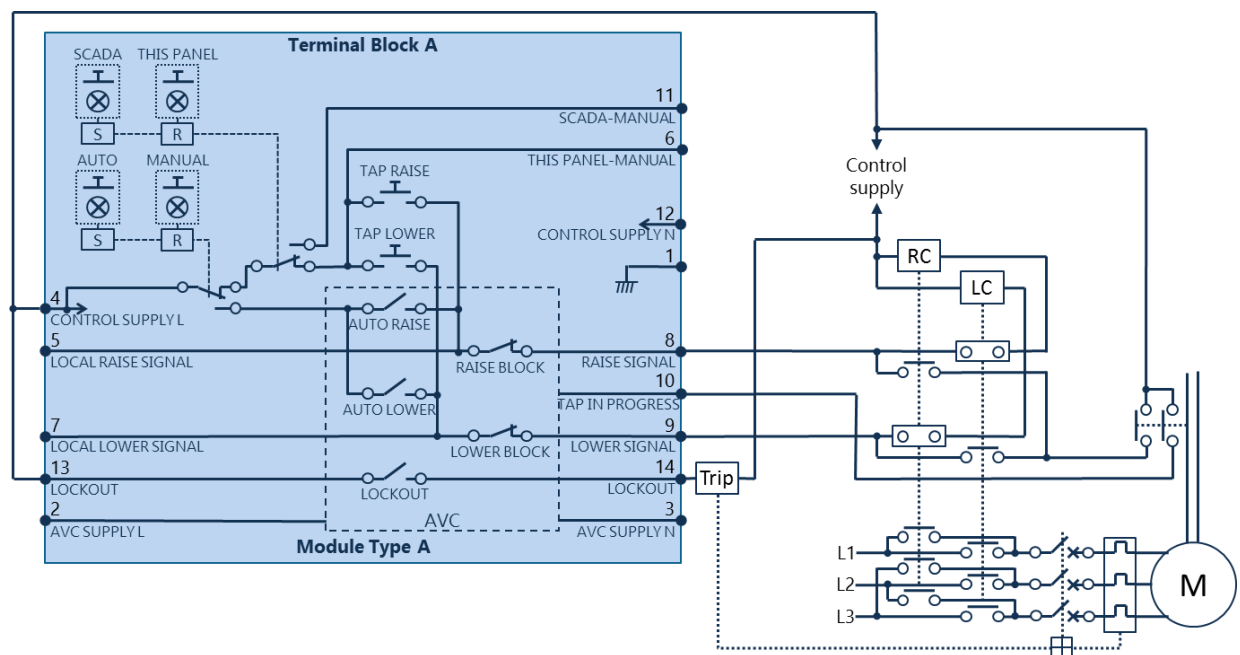 Terminal Block A
SCADA THIS PANEL
S R
AUTO MANUAL
S R
TAP RAISE
TAP LOWER
11
SCADA-MANUAL
6
THIS PANEL-MANUAL
12
CONTROL SUPPLY N
1
4
CONTROL SUPPLY L
AUTO RAISE
5
LOCAL RAISE SIGNAL
RAISE BLOCK
8
RAISE SIGNAL
10
TAP IN PROGRESS
AUTO LOWER
7
LOCAL LOWER SIGNAL
LOWER BLOCK
9
LOWER SIGNAL
13
LOCKOUT
LOCKOUT
14
LOCKOUT
2
AVC SUPPLY L
AVC
3
AVC SUPPLY N
Module Type A
Control
supply
RC
LC
Trip
L1
L2
L3
M